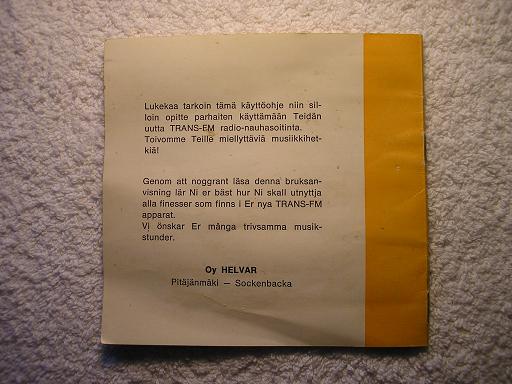 Lukekaa tarkoin tämä käyttöohje niin sil-
loin opitte parhaiten käyttämään Teidän
uutta TRANS-FM radio-nauhasoitinta.
Toivomme Teille miellyttäviä musiikkihet-
kiä!
Genom att noggrant läsa denna bruksan-
visning lär Ni er bäst hur Ni skall utnyttja
alla finesser som finns i Er nya TRANS-FM
apparat.
Vi önskar Er många trivsamma musik-
stunder.
Oy HELVAR
Pitäjänmäki — Sockenbacka